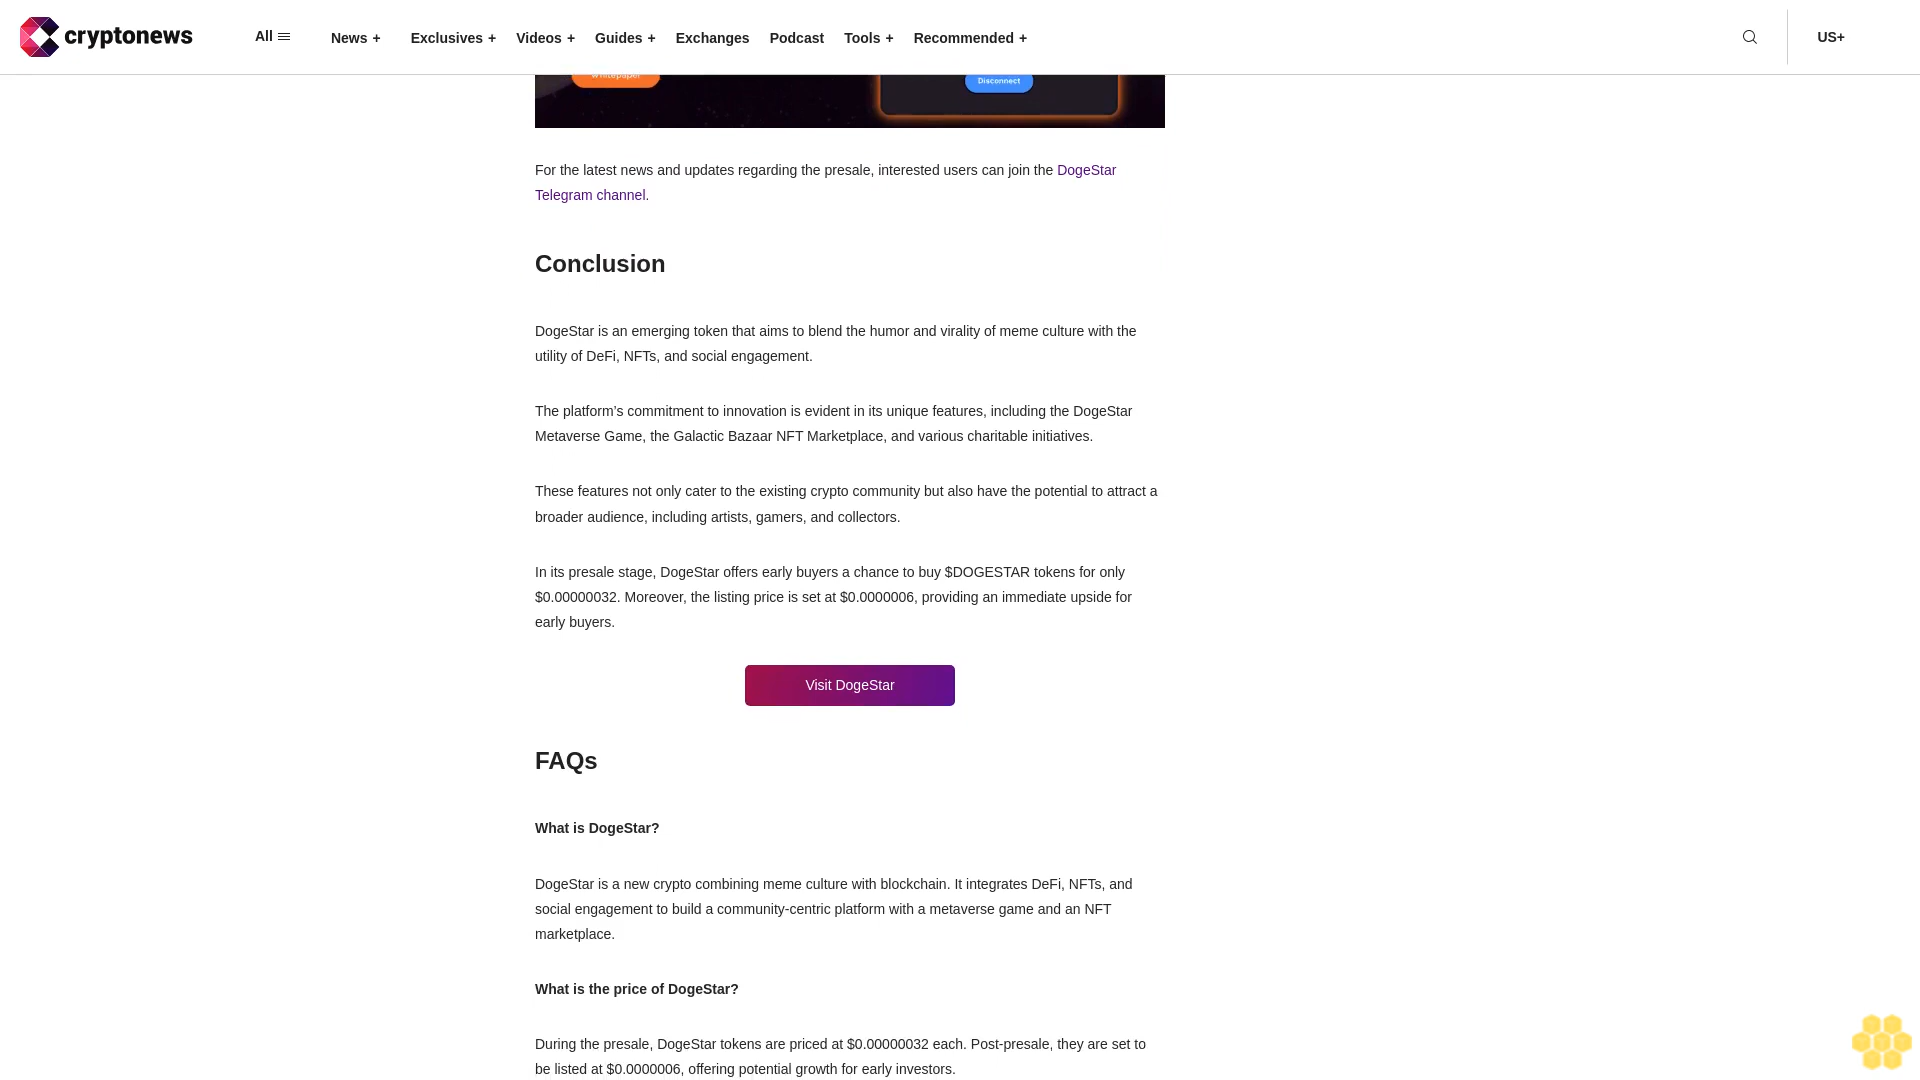 cryptonews
All
News +
Exclusives +
Videos +
Guides +
Exchanges
Podcast
Tools +
Recommended +
US+
Whitepaper
Disconnect
For the latest news and updates regarding the presale, interested users can join the DogeStar
Telegram channel.
Conclusion
DogeStar is an emerging token that aims to blend the humor and virality of meme culture with the
utility of DeFi, NFTs, and social engagement.
The platform’s commitment to innovation is evident in its unique features, including the DogeStar
Metaverse Game, the Galactic Bazaar NFT Marketplace, and various charitable initiatives.
These features not only cater to the existing crypto community but also have the potential to attract a
broader audience, including artists, gamers, and collectors.
In its presale stage, DogeStar offers early buyers a chance to buy $DOGESTAR tokens for only
$0.00000032. Moreover, the listing price is set at $0.0000006, providing an immediate upside for
early buyers.
Visit DogeStar
FAQs
What is DogeStar?
DogeStar is a new crypto combining meme culture with blockchain. It integrates DeFi, NFTs, and
social engagement to build a community-centric platform with a metaverse game and an NFT
marketplace.
What is the price of DogeStar?
During the presale, DogeStar tokens are priced at $0.00000032 each. Post-presale, they are set to
be listed at $0.0000006, offering potential growth for early investors.